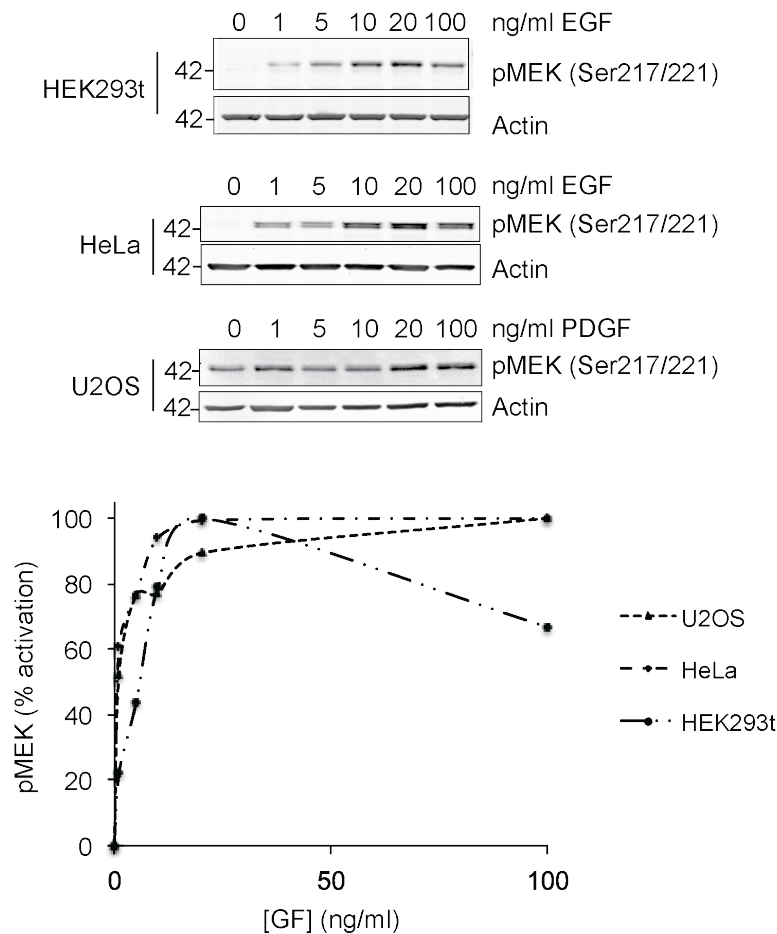 0 1 5 10 20 100 ng/ml EGF
HEK293t 42 pMEK (Ser217/221)
42 Actin
0 1 5 10 20 100 ng/ml EGF
HeLa 42 pMEK (Ser217/221)
42 Actin
0 1 5 10 20 100 ng/ml PDGF
U2OS 42 pMEK (Ser217/221)
42 Actin
pMEK (% activation)
100
80
60
40
20
0
0 50 100
[GF] (ng/ml)
U2OS
HeLa
HEK293t